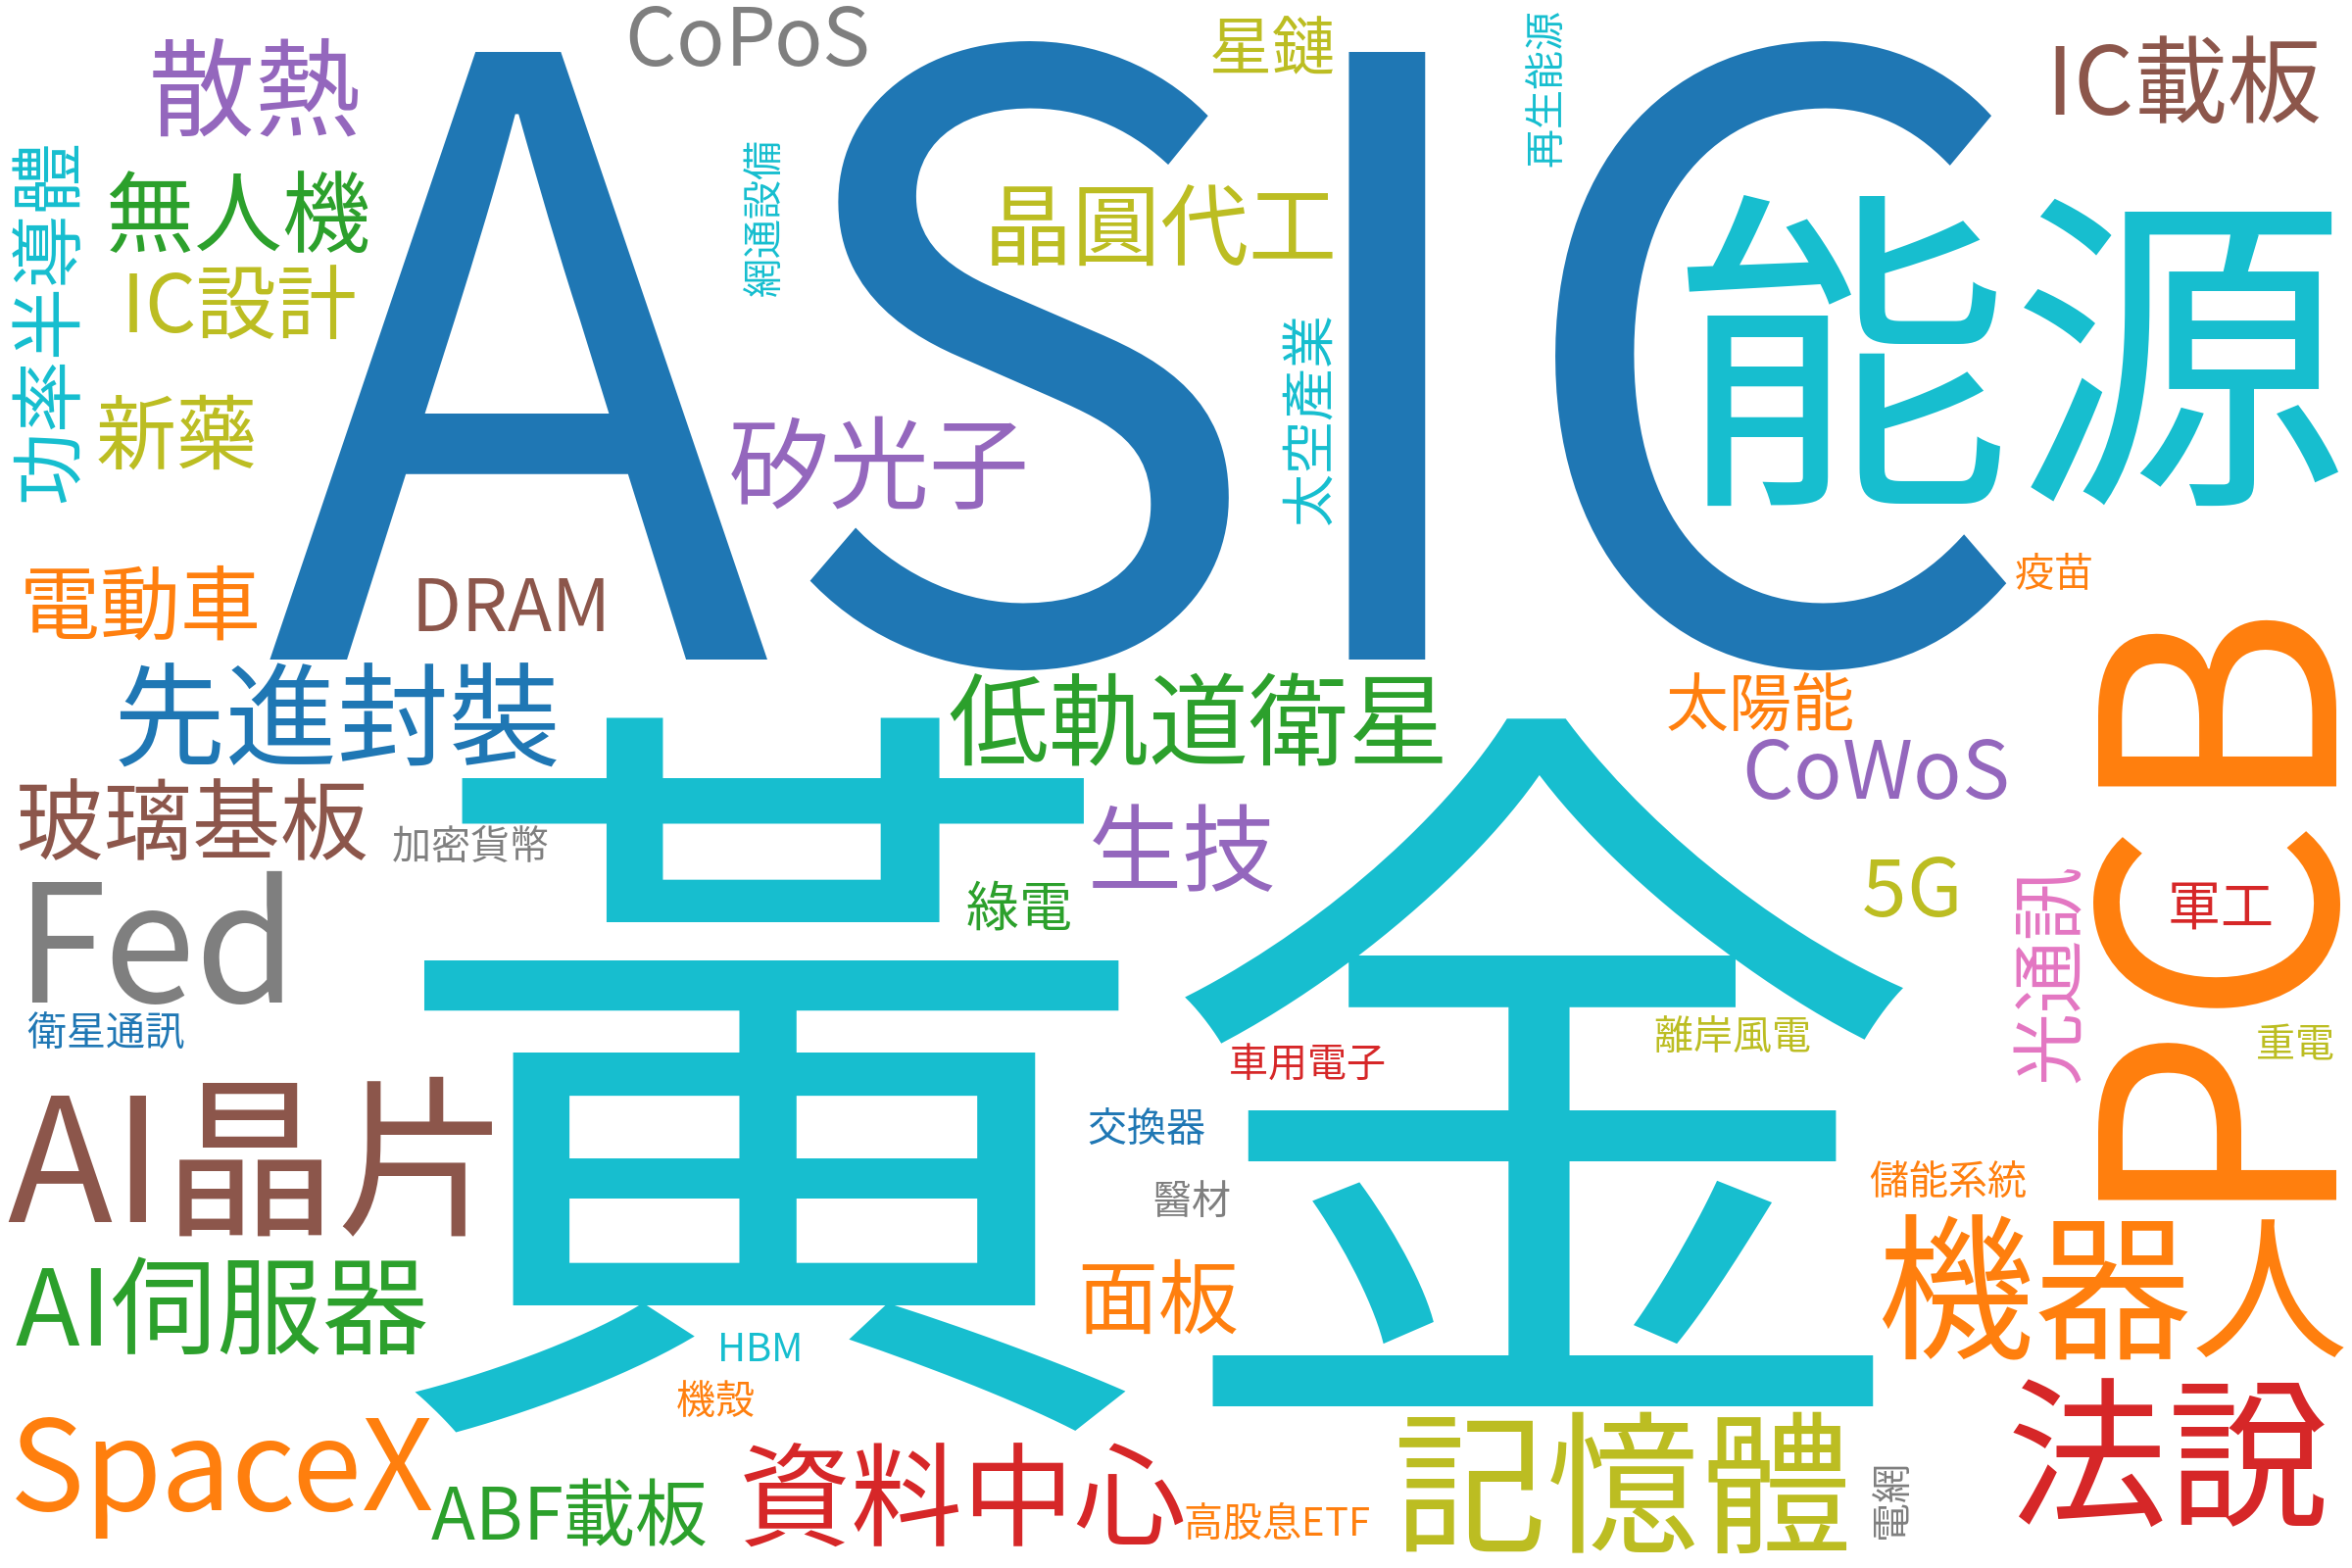 CoPoS
星鏈
再生能源
IC載板
散熱
ASIC
網通設備
功率半導體
無人機
晶圓代工
能源
IC設計
太空產業
新藥
矽光子
電動車
DRAM
疫苗
先進封裝
低軌道衛星
太陽能
CoWoS
PCB
玻璃基板
加密貨幣
黃金
生技
5G
Fed
綠電
光通訊
軍工
衛星通訊
車用電子
離岸風電
重電
AI晶片
交換器
醫材
儲能系統
AI伺服器
面板
機器人
HBM
機殼
SpaceX
ABF載板
資料中心
高股息ETF
記憶體
電網
法說